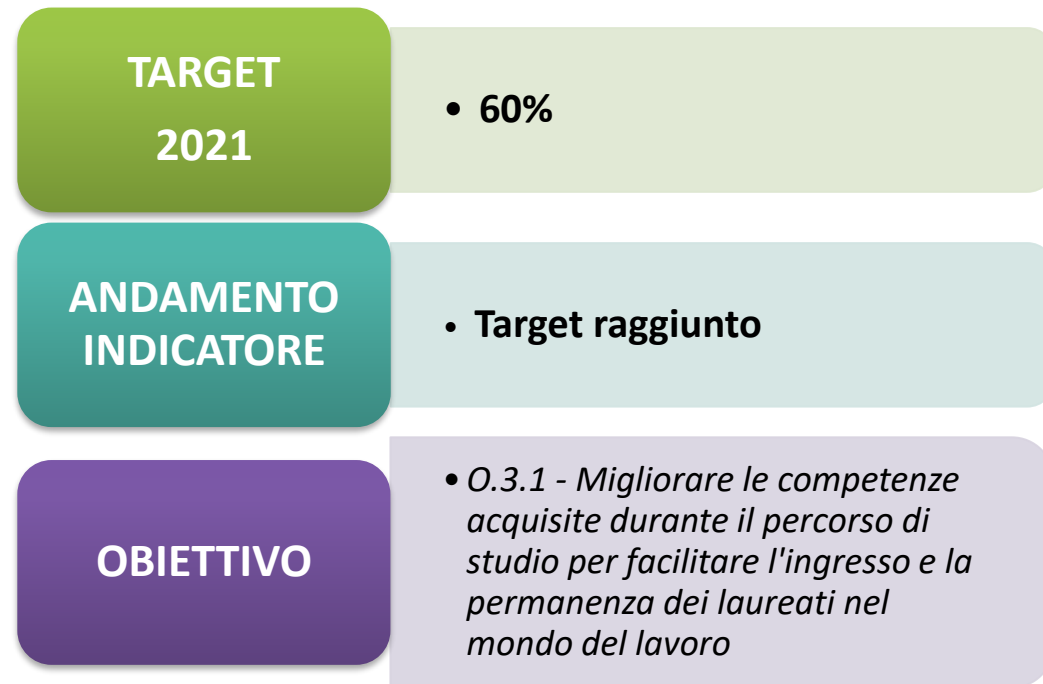 TARGET
2021
• 60%
ANDAMENTO
INDICATORE
• Target raggiunto
OBIETTIVO
• O.3.1 - Migliorare le competenze
acquisite durante il percorso di
studio per facilitare l'ingresso e la
permanenza dei laureati nel
mondo del lavoro